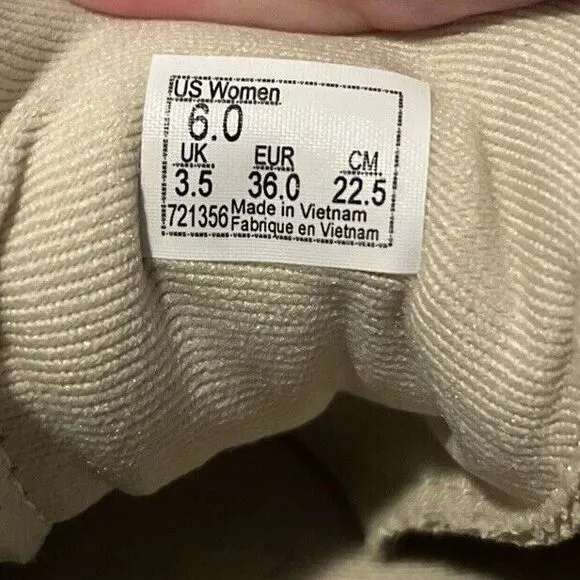 US Women
6.0
UK EUR CM
3.5 36.0 22.5
721356 Made in Vietnam
Fabrique en Vietnam